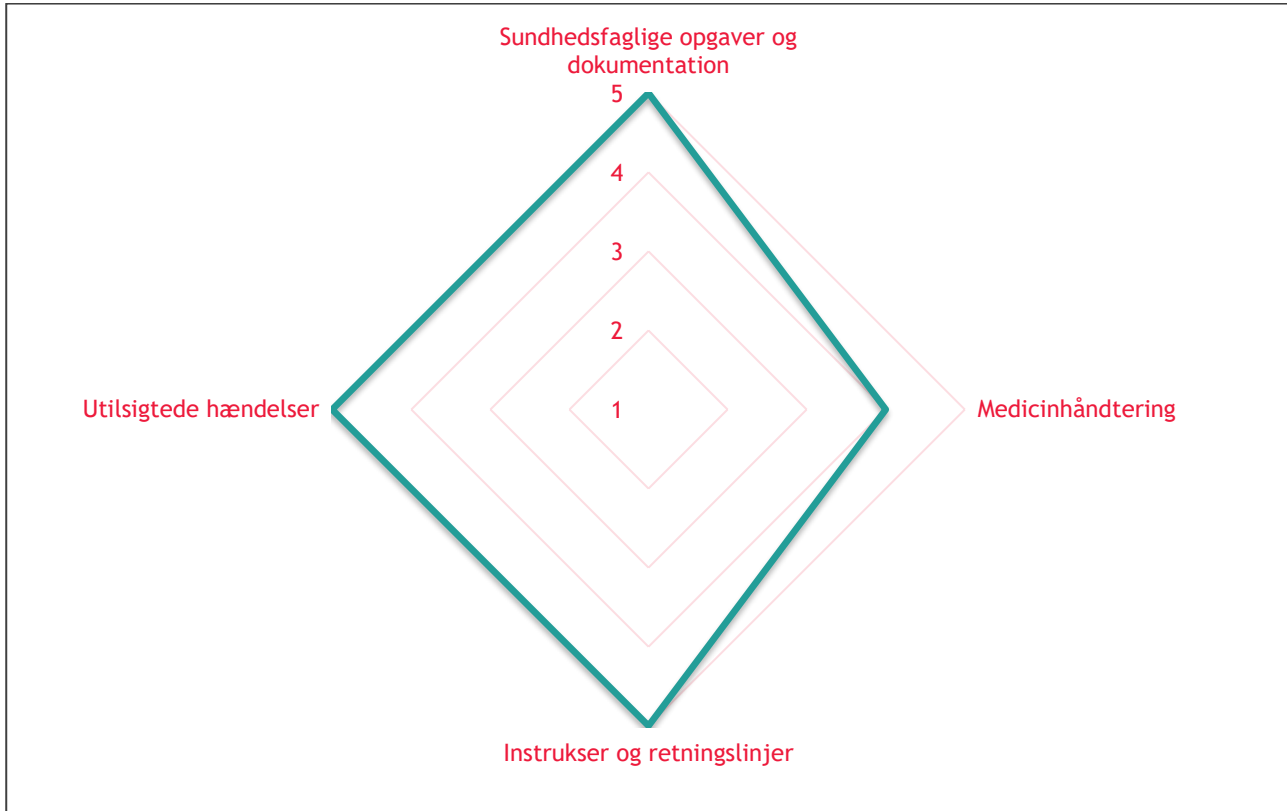 Sundhedsfaglige opgaver og
dokumentation
5
4
3
2
Utilsigtede hændelser
1
Medicinhåndtering
Instrukser og retningslinjer